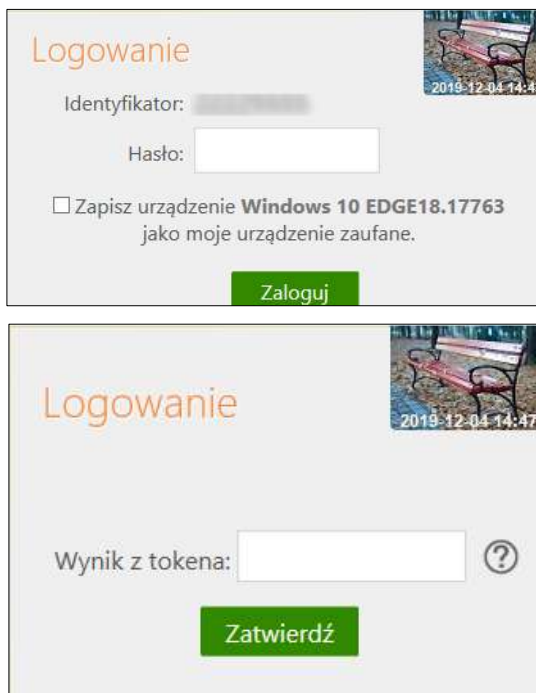 Logowanie
2019-12-04 14:4
Identyfikator:
Hasło:
Zapisz urządzenie Windows 10 EDGE18.17763
jako moje urządzenie zaufane.
Zaloguj
Logowanie
2019-12-04 14:47
Wynik z tokena:
?
Zatwierdź